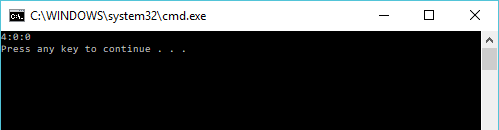 C:\WINDOWS\system32\cmd.exe
4:0:0
Press any key to continue . . .